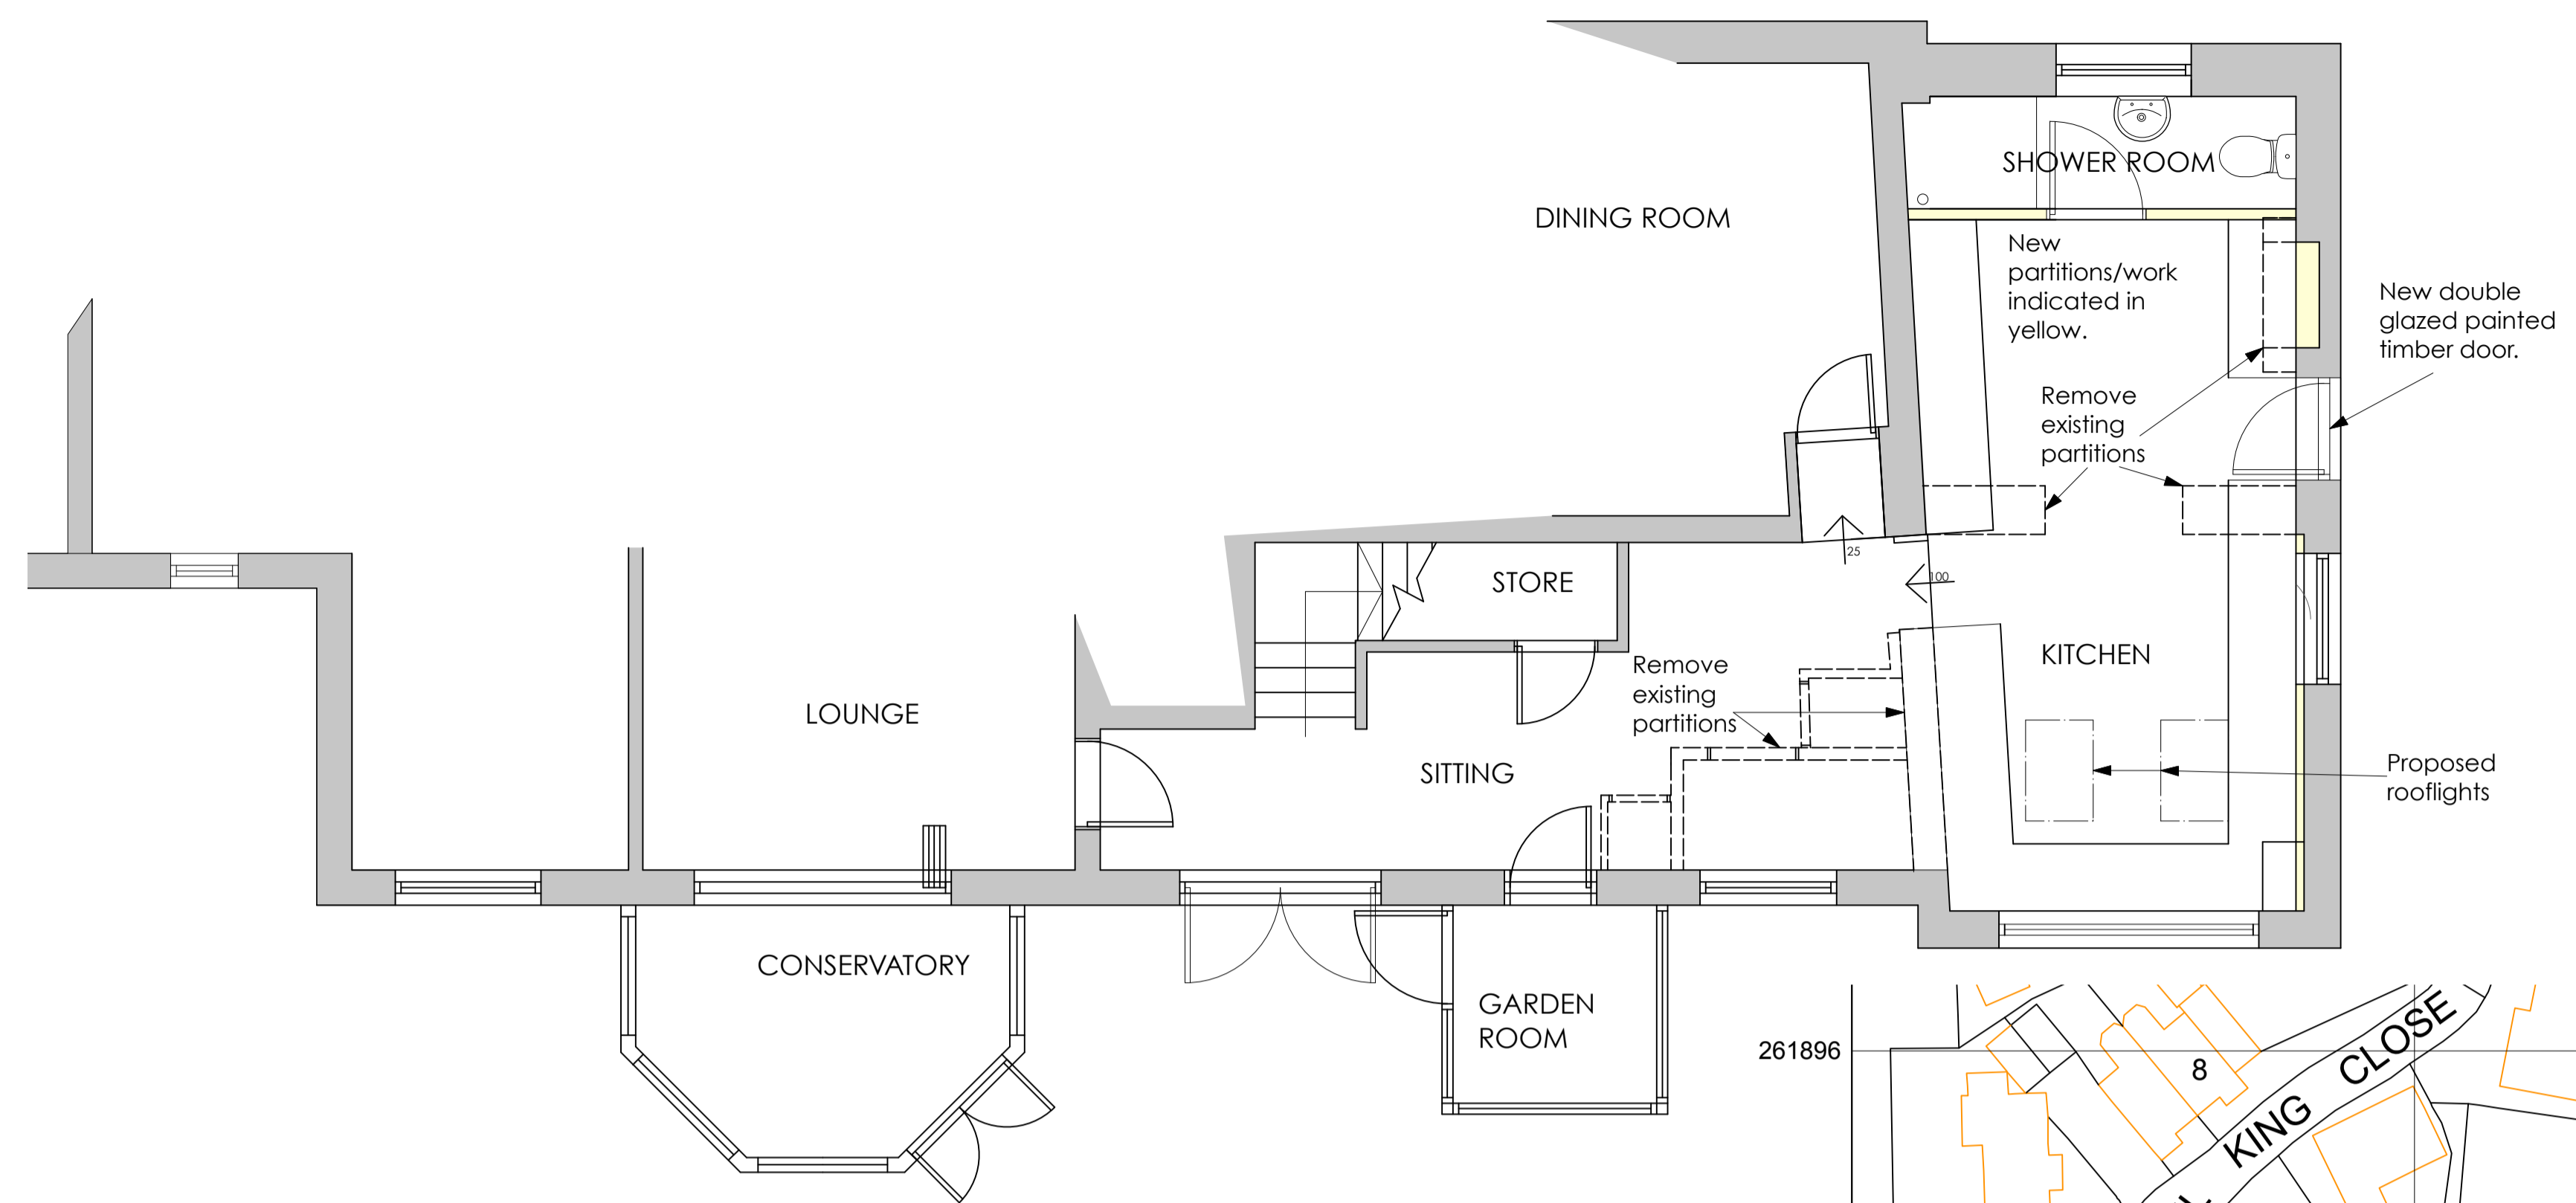 DINING ROOM
SHOWER ROOM
New
partitions/work
indicated in
yellow.
New double
glazed painted
timber door.
Remove
existing
partitions
25
100
STORE
KITCHEN
Remove
existing
partitions
LOUNGE
SITTING
Proposed
rooflights
CONSERVATORY
GARDEN
ROOM
261896
8
KING CLOSE